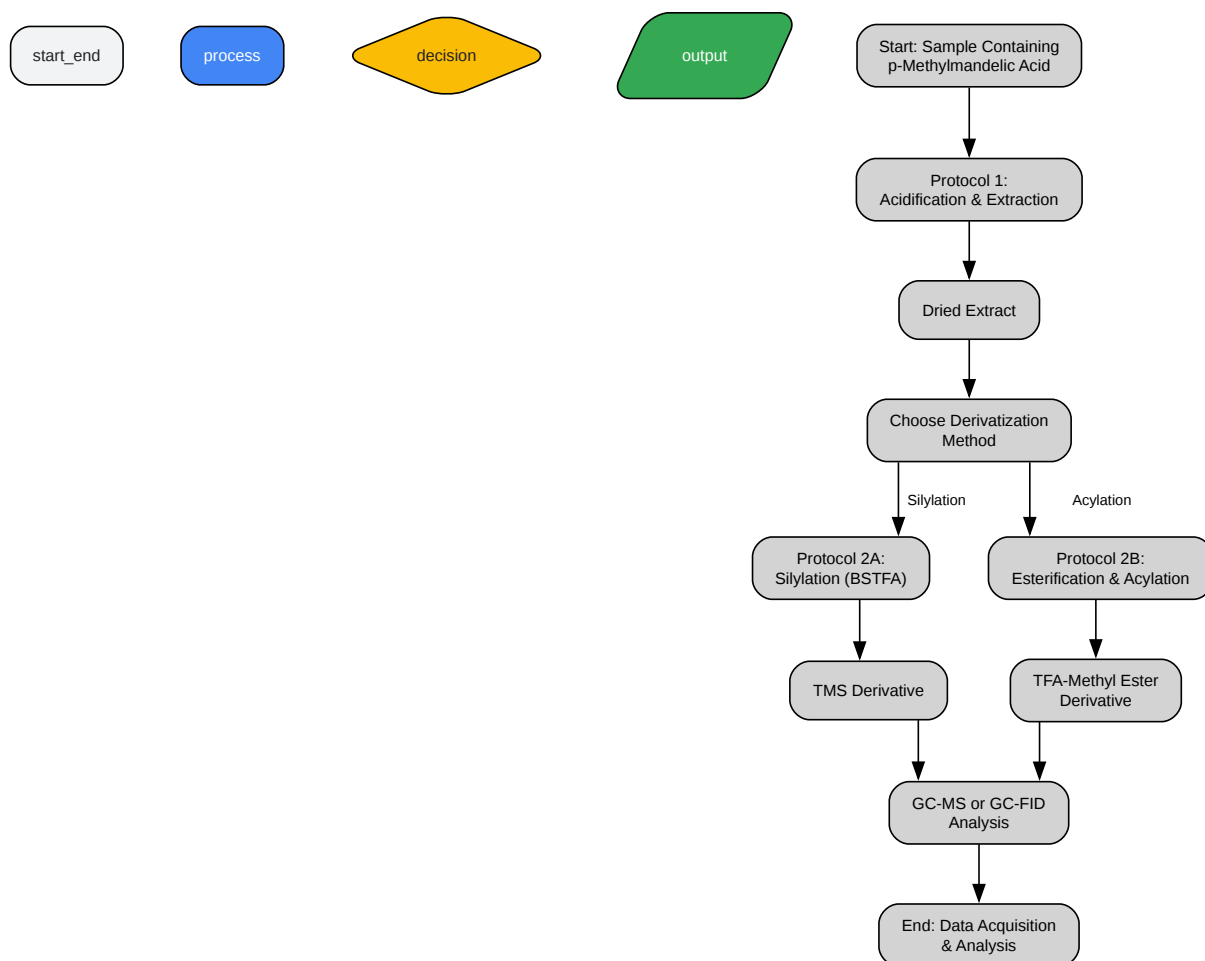 start_end
process
decision
output
Start: Sample Containing
p-Methylmandelic Acid
Protocol 1:
Acidification & Extraction
Dried Extract
Choose Derivatization
Method
Silylation
Acylation
Protocol 2A:
Silylation (BSTFA)
Protocol 2B:
Esterification & Acylation
TMS Derivative
TFA-Methyl Ester
Derivative
GC-MS or GC-FID
Analysis
End: Data Acquisition
& Analysis